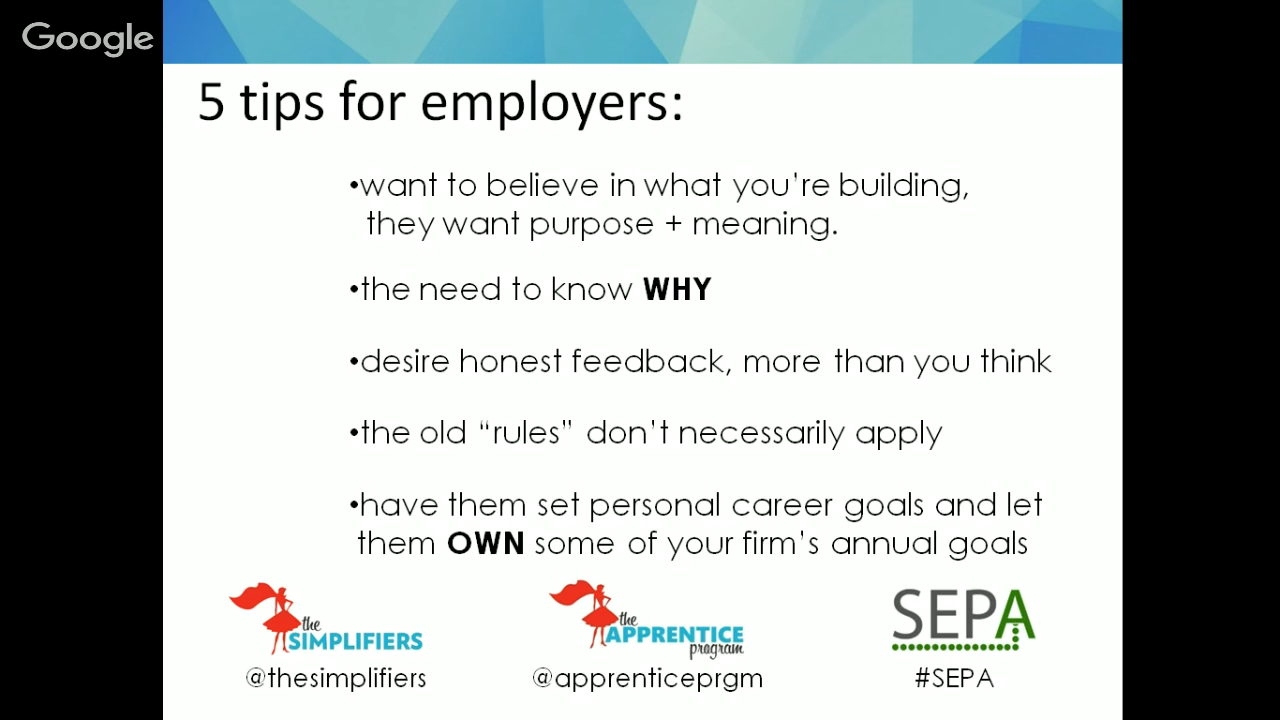 Google
5 tips for employers:
•want to believe in what you're building,
they want purpose + meaning.
•the need to know WHY
•desire honest feedback, more than you think
•the old “rules” don't necessarily apply
•have them set personal career goals and let
them OWN some of your firm's annual goals
the
SIMPLIFIERS
the
APPRENTICE
program
SEPA
@thesimplifiers
@apprenticeprgm
#SEPA